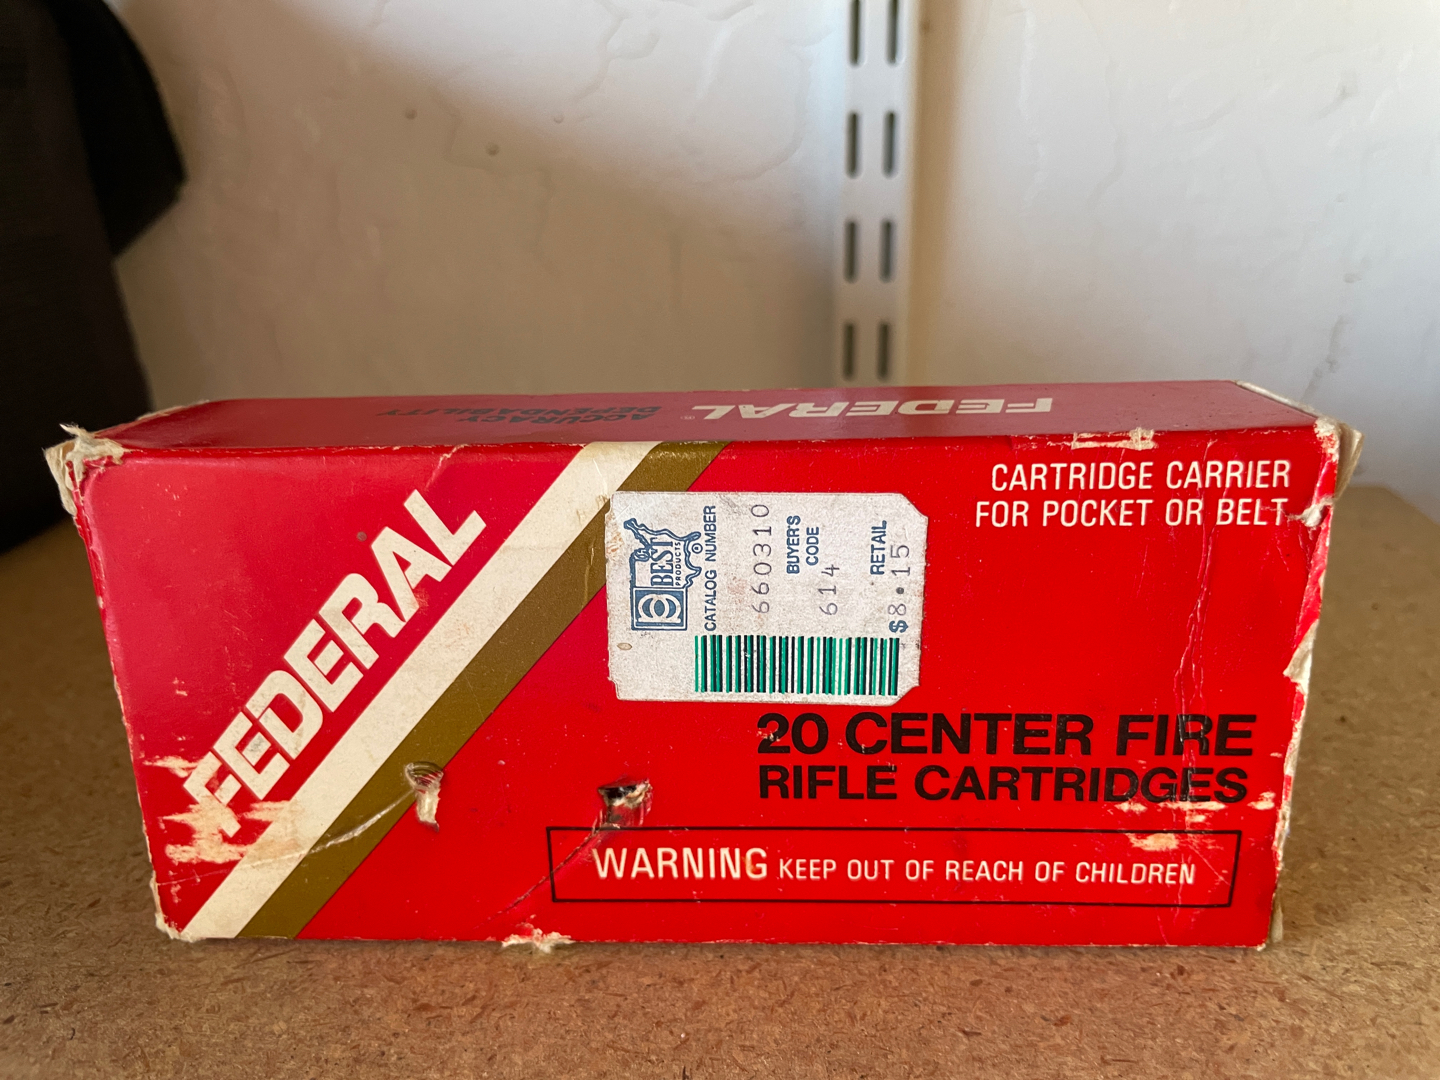 FEDERAL®
ACCURACY
DEPENDABILITY
FEDERAL
CARTRIDGE CARRIER
FOR POCKET OR BELT
BEST
PRODUCTS
CATALOG NUMBER
660310
BUYER'S
CODE
614
RETAIL
$8.15
20 CENTER FIRE
RIFLE CARTRIDGES
WARNING KEEP OUT OF REACH OF CHILDREN